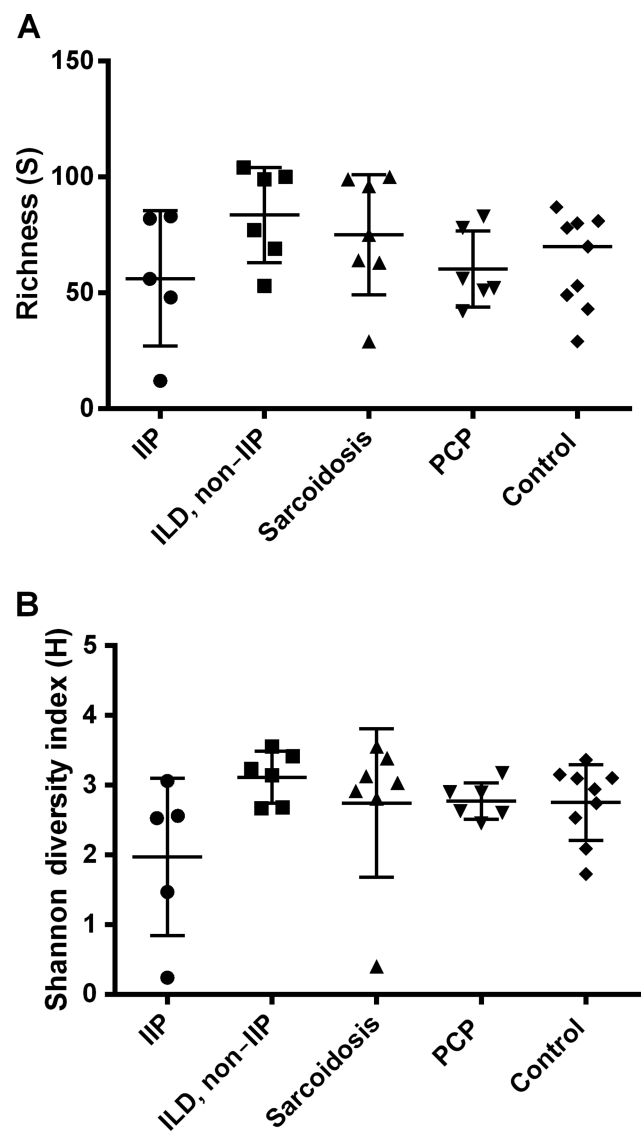 A
150
100
50
0
Richness (S)
IIP
ILD, non-IIP
Sarcoidosis
PCP
Control
B
5
4
3
2
1
0
Shannon diversity index (H)
IIP
ILD, non-IIP
Sarcoidosis
PCP
Control